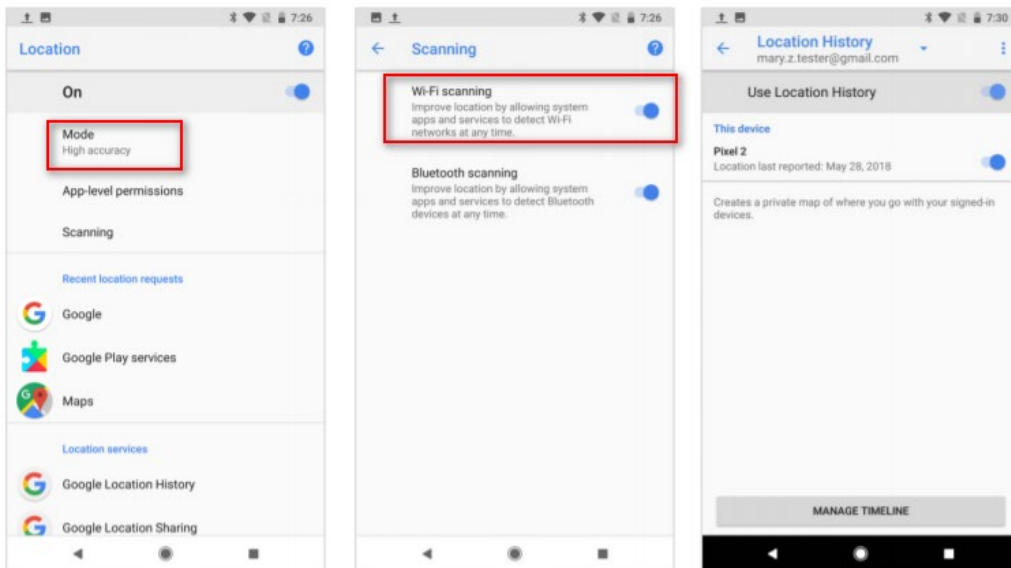 7:26
Location
On
Mode
High accuracy
App-level permissions
Scanning
Recent location requests
Google
Google Play services
Maps
Location services
Google Location History
Google Location Sharing
7:26
Scanning
Wi-Fi scanning
Improve location by allowing system
apps and services to detect Wi-Fi
networks at any time.
Bluetooth scanning
Improve location by allowing system
apps and services to detect Bluetooth
devices at any time.
7:30
Location History
mary.z.tester@gmail.com
Use Location History
This device
Pixel 2
Location last reported: May 28, 2018
Creates a private map of where you go with your signed-in
devices.
MANAGE TIMELINE